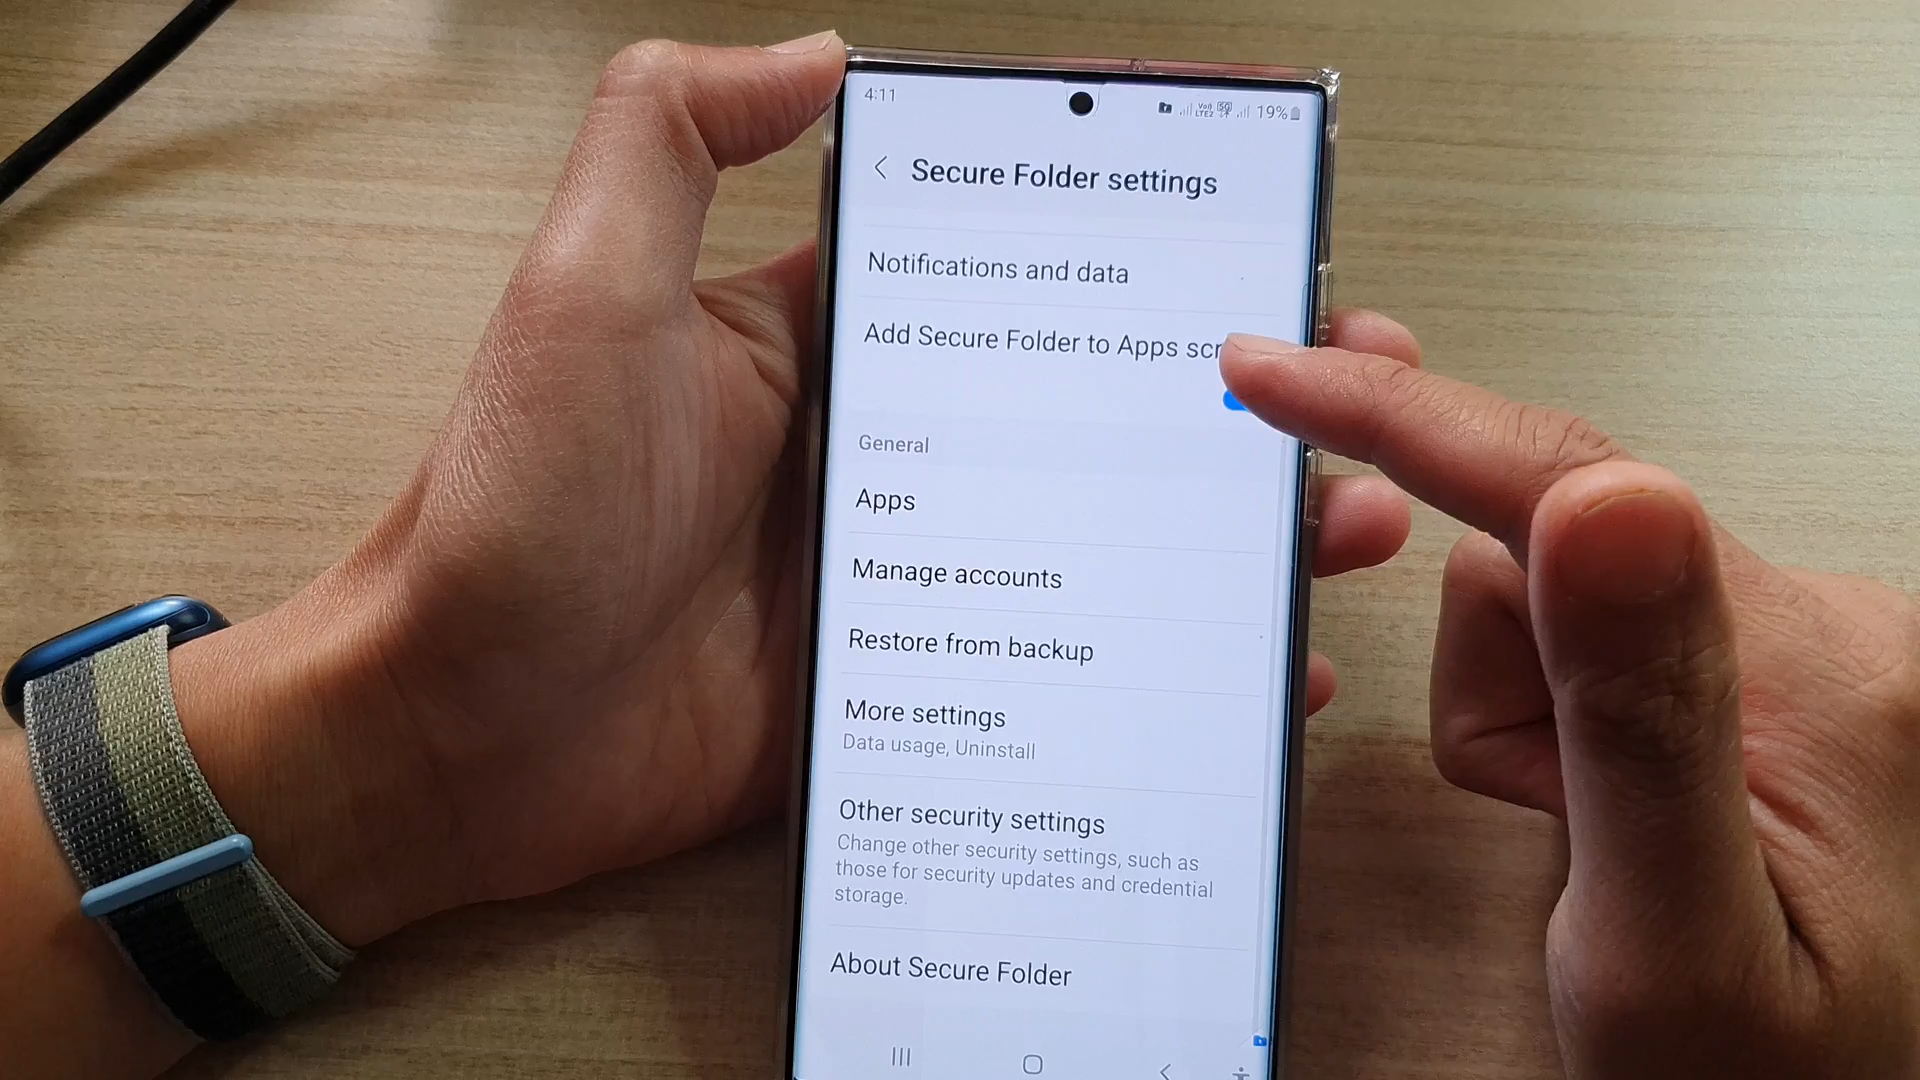 4:11
19%
Secure Folder settings
Notifications and data
Add Secure Folder to Apps
General
Apps
Manage accounts
Restore from backup
More settings
Data usage, Uninstall
Other security settings
Change other security settings, such as
those for security updates and credential
storage.
About Secure Folder